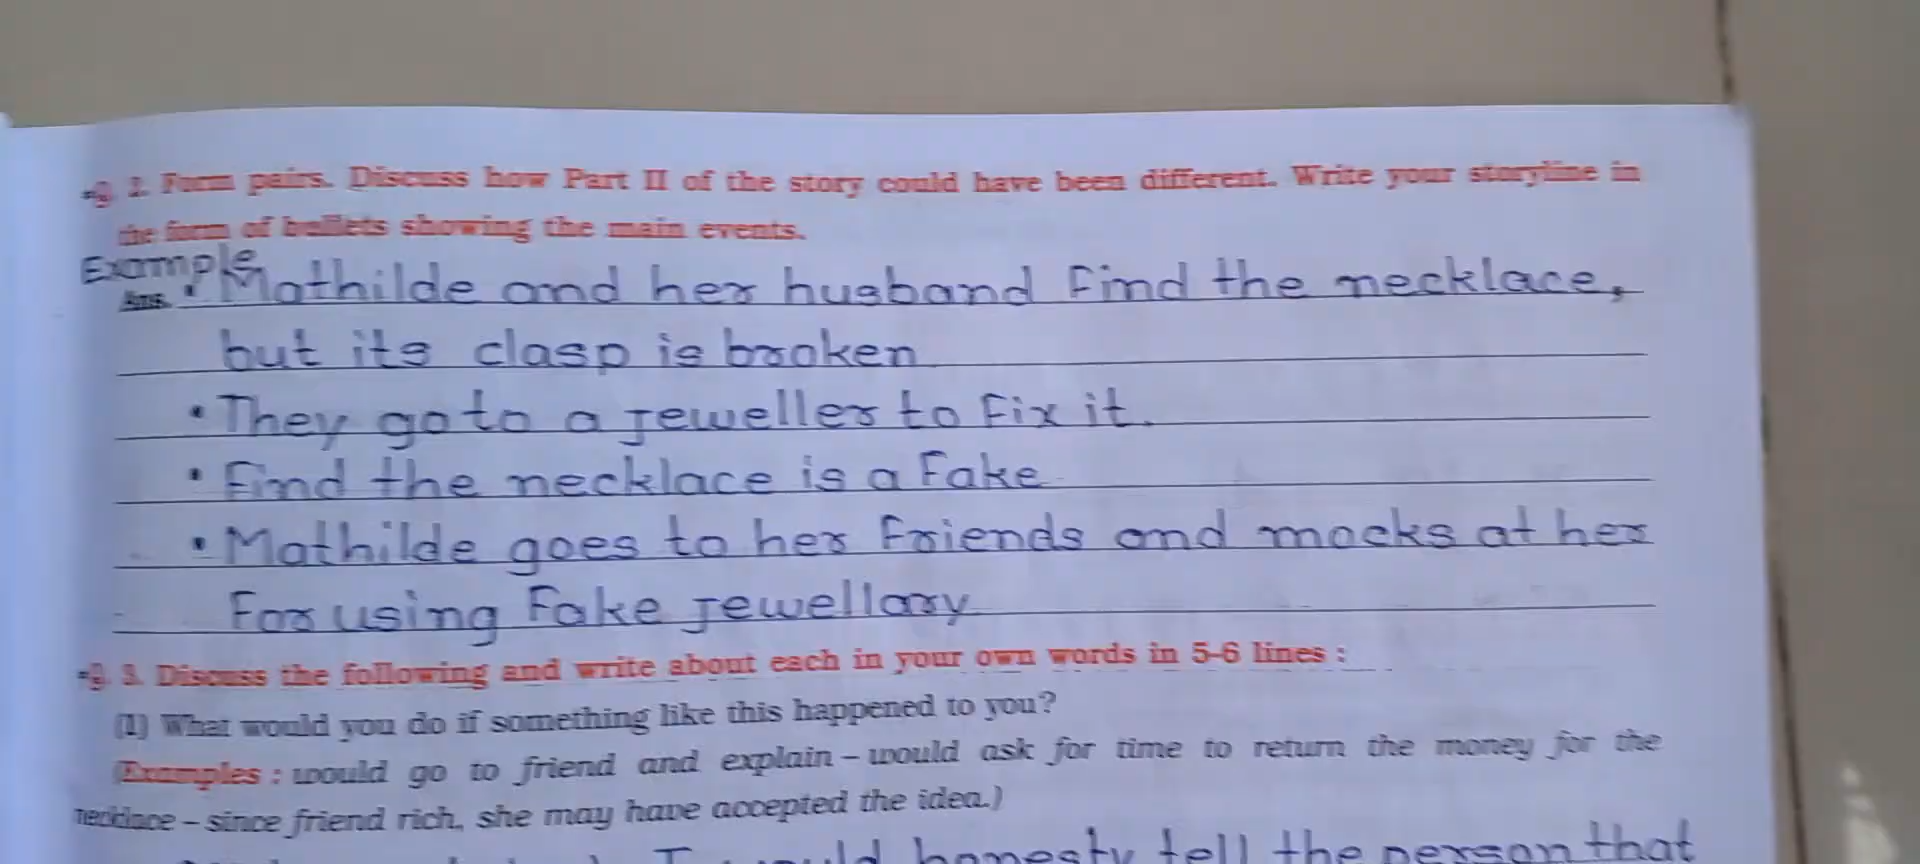 2. Form pairs. Discuss how Part II of the story could have been different. Write your storyline in
the form of bullets showing the main events.
Example
Ans. • Mathilde and her husband find the necklace,
but its clasp is broken
• They go to a jeweller to fix it.
• Find the necklace is a fake
• Mathilde goes to her friends and mocks at her
For using Fake jewellary
3. Discuss the following and write about each in your own words in 5-6 lines :
(1) What would you do if something like this happened to you?
(Examples : would go to friend and explain – would ask for time to return the money for the
necklace – since friend rich, she may have accepted the idea.)
I would honesty tell the person that